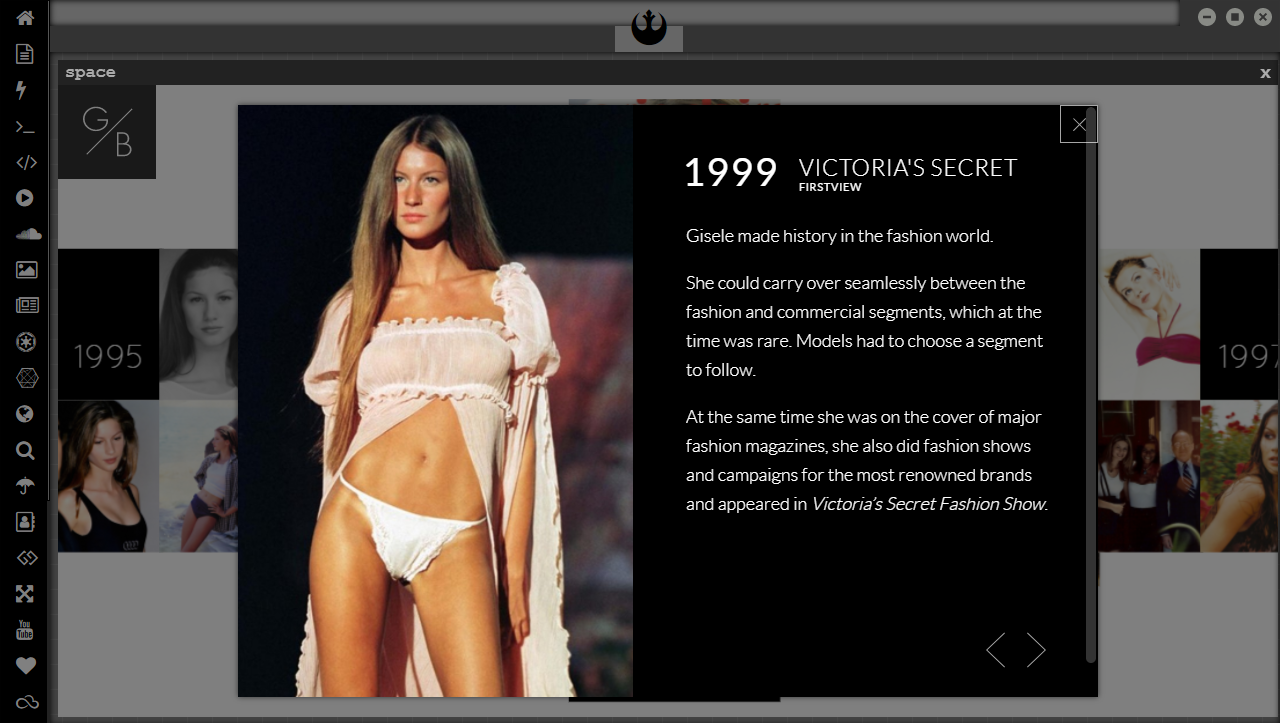 space
x
G/B
1999 VICTORIA'S SECRET
FIRSTVIEW
Gisele made history in the fashion world.
She could carry over seamlessly between the
fashion and commercial segments, which at the
time was rare. Models had to choose a segment
to follow.
At the same time she was on the cover of major
fashion magazines, she also did fashion shows
and campaigns for the most renowned brands
and appeared in Victoria’s Secret Fashion Show.
1995
1997
You
Tube